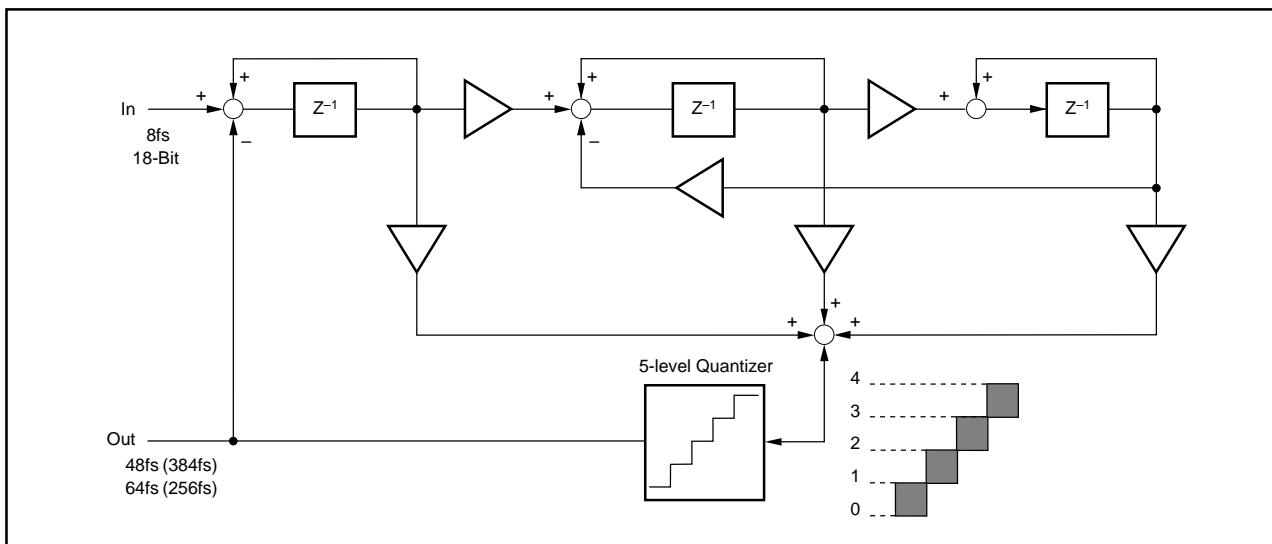 + + + +
In + Z⁻¹ + Z⁻¹ + Z⁻¹
8fs
18-Bit
– –
+
+ +
5-level Quantizer
4
3
2
1
0
Out
48fs (384fs)
64fs (256fs)